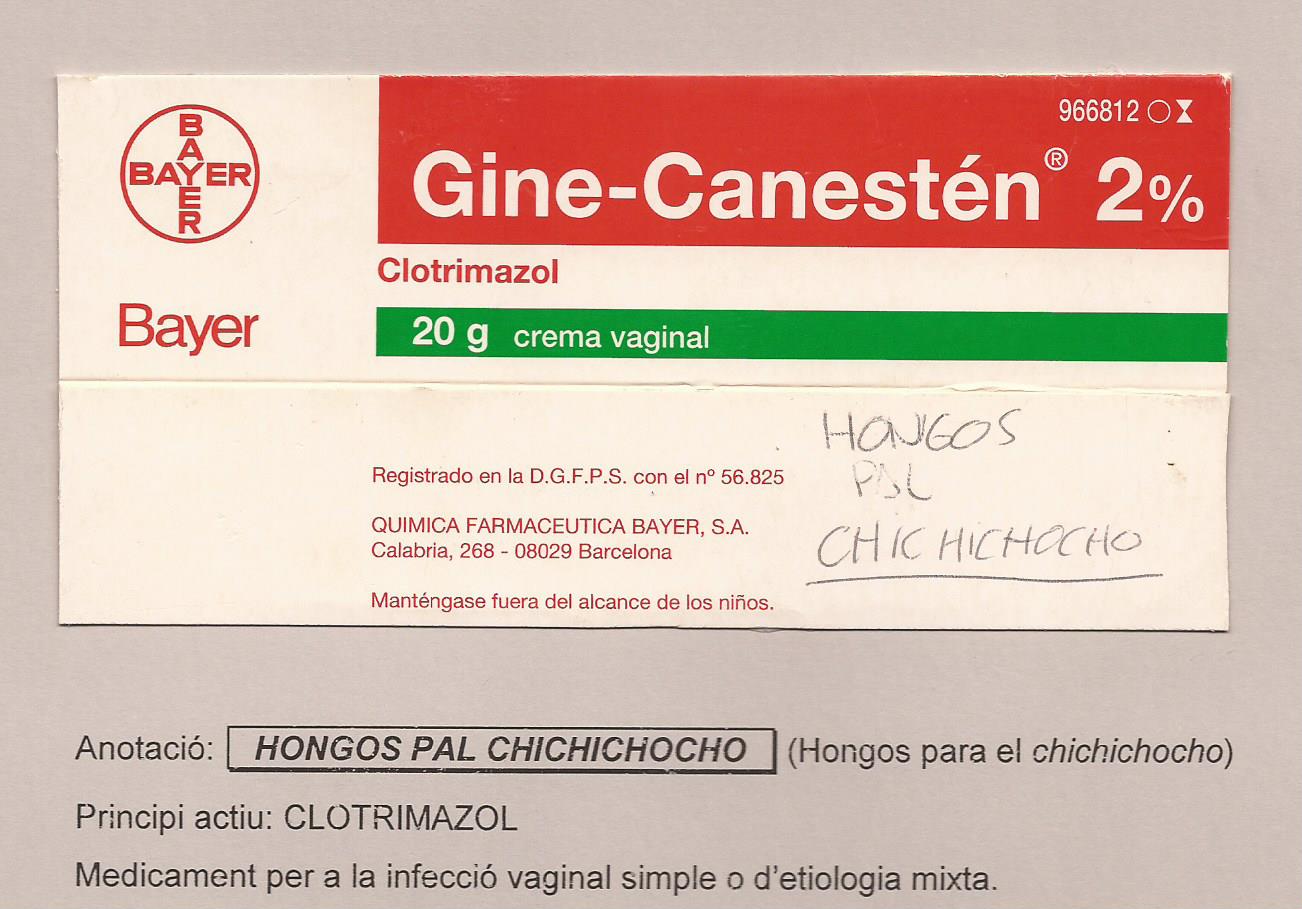 BAYER
BAYER
Bayer
966812
Gine-Canestén® 2%
Clotrimazol
20 g crema vaginal
Registrado en la D.G.F.P.S. con el nº 56.825
QUIMICA FARMACEUTICA BAYER, S.A.
Calabria, 268 - 08029 Barcelona
Manténgase fuera del alcance de los niños.
HONGOS
PAL
CHICHICHOCHO
Anotació: HONGOS PAL CHICHICHOCHO (Hongos para el chichichocho)
Principi actiu: CLOTRIMAZOL
Medicament per a la infecció vaginal simple o d'etiologia mixta.